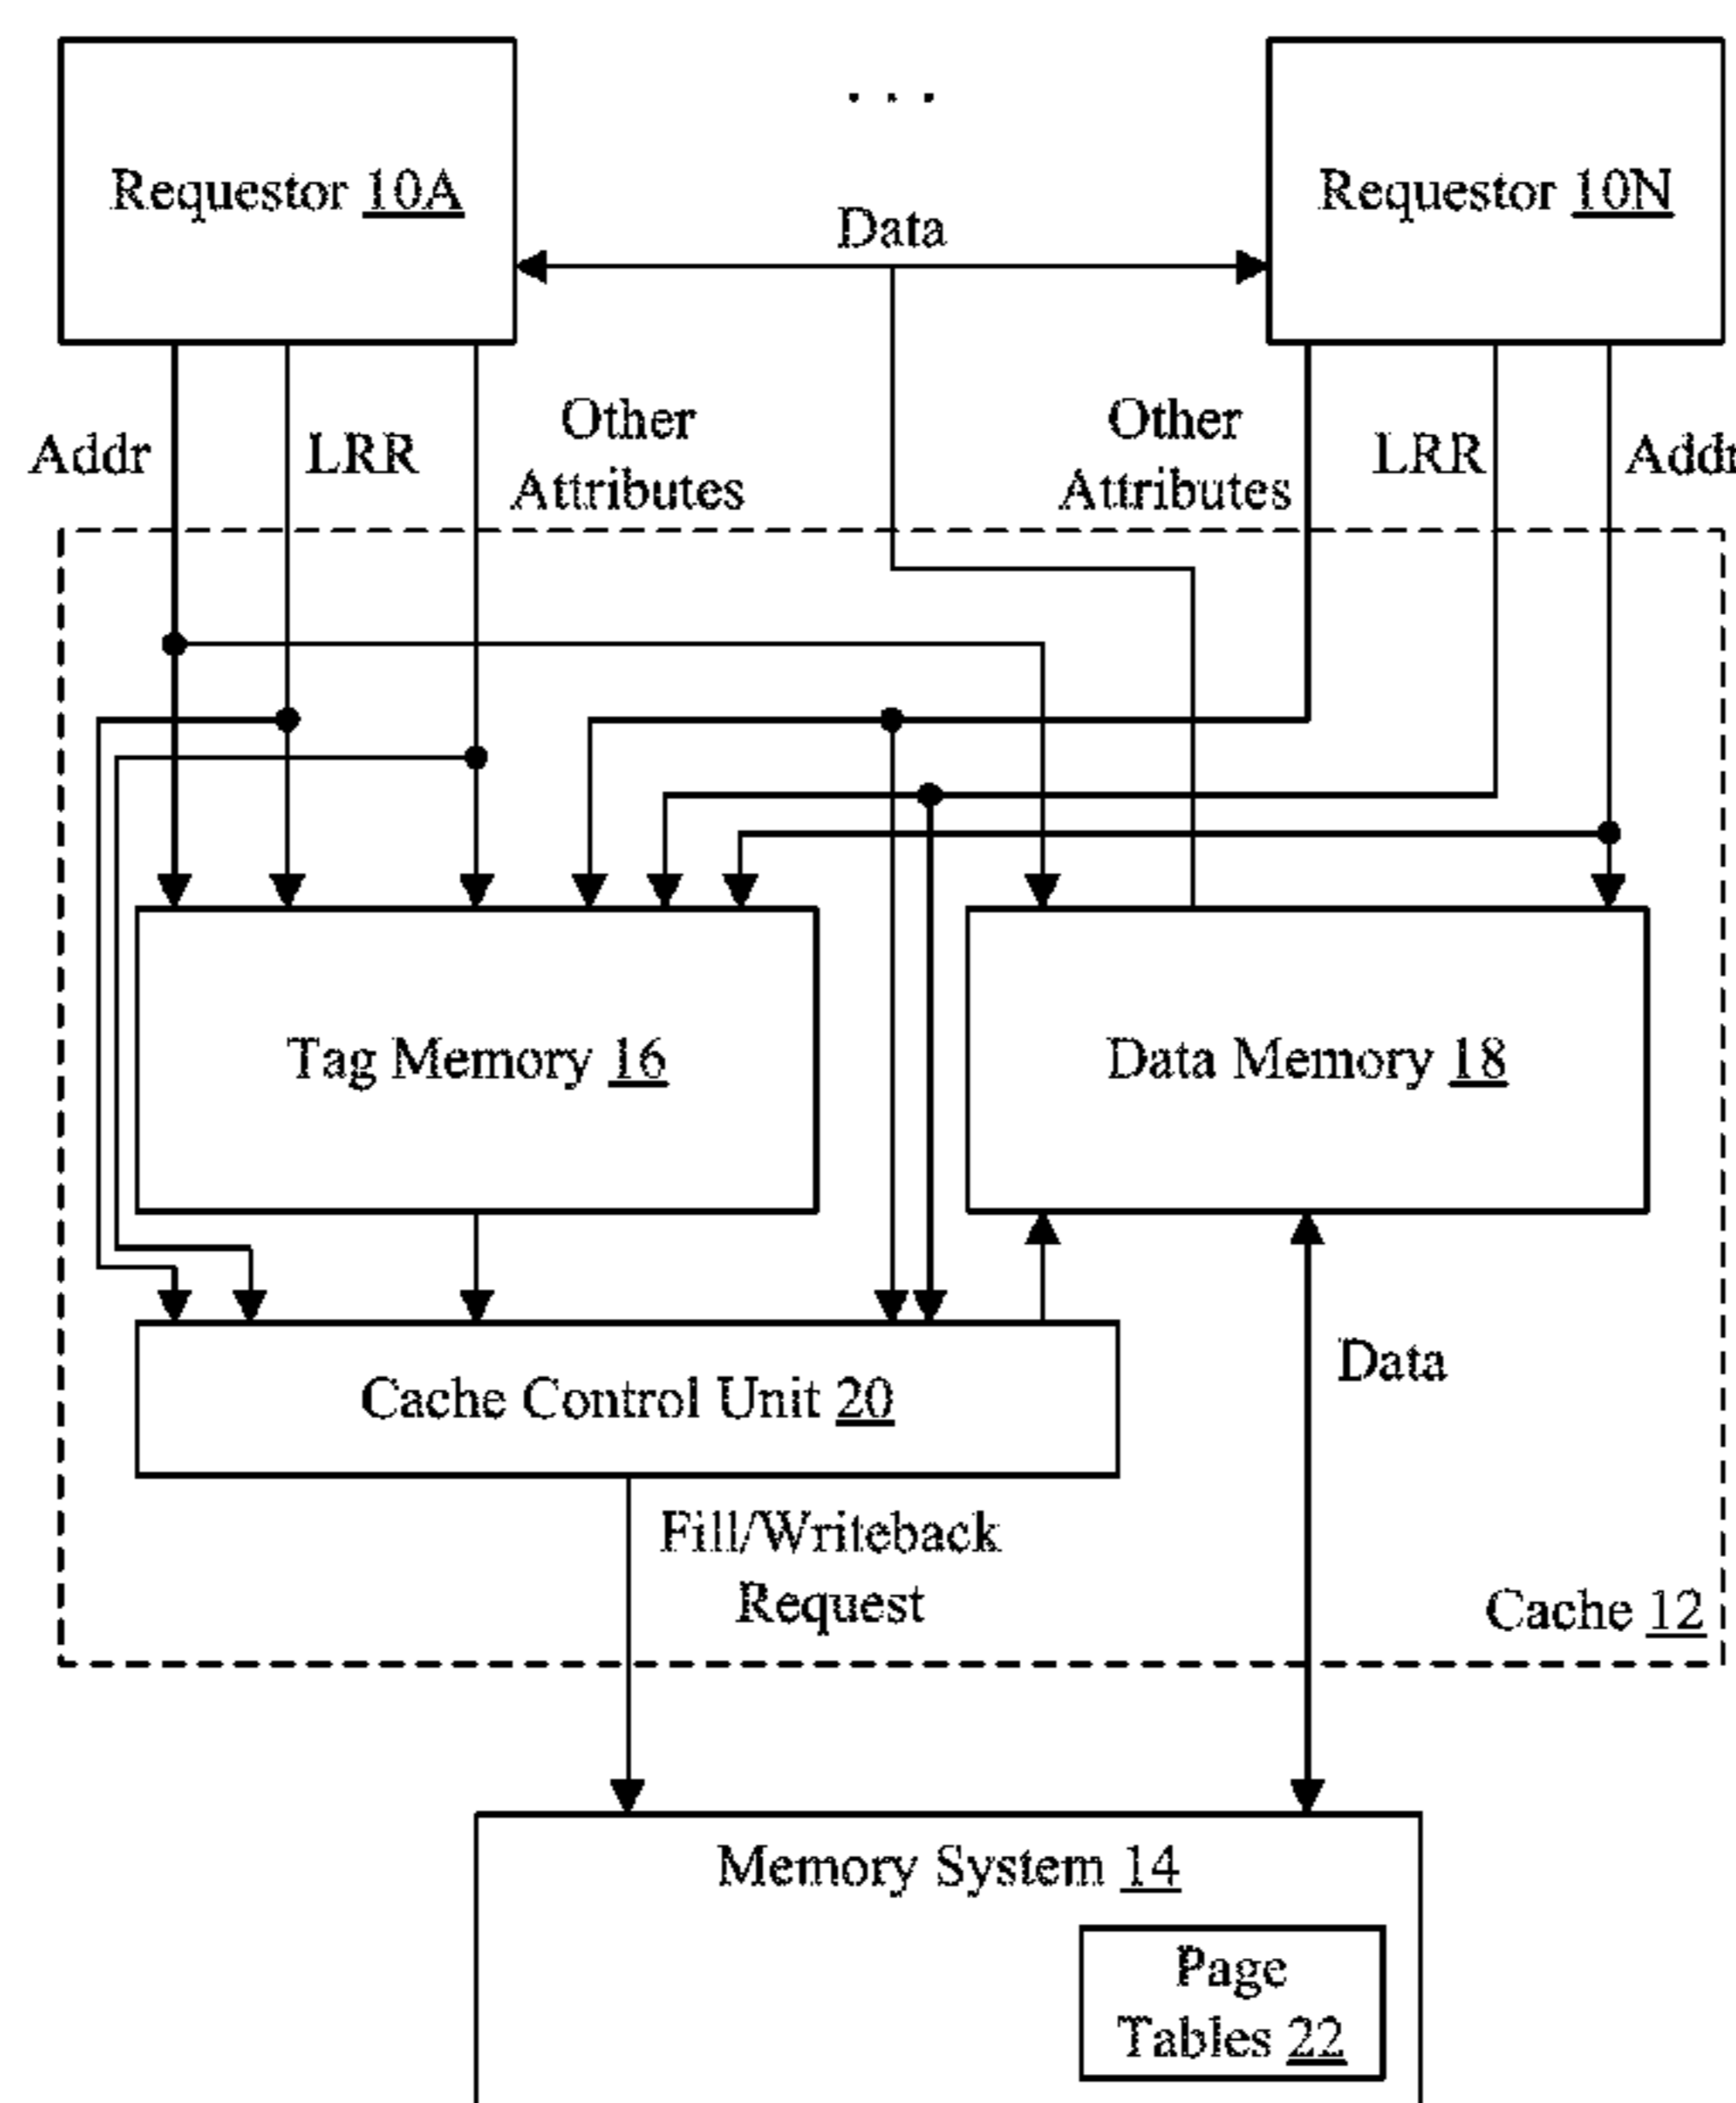 . . .
Requestor 10A
Requestor 10N
Data
Addr
LRR
Other
Attributes
Other
Attributes
LRR
Addr
Tag Memory 16
Data Memory 18
Cache Control Unit 20
Data
Fill/Writeback
Request
Cache 12
Memory System 14
Page
Tables 22